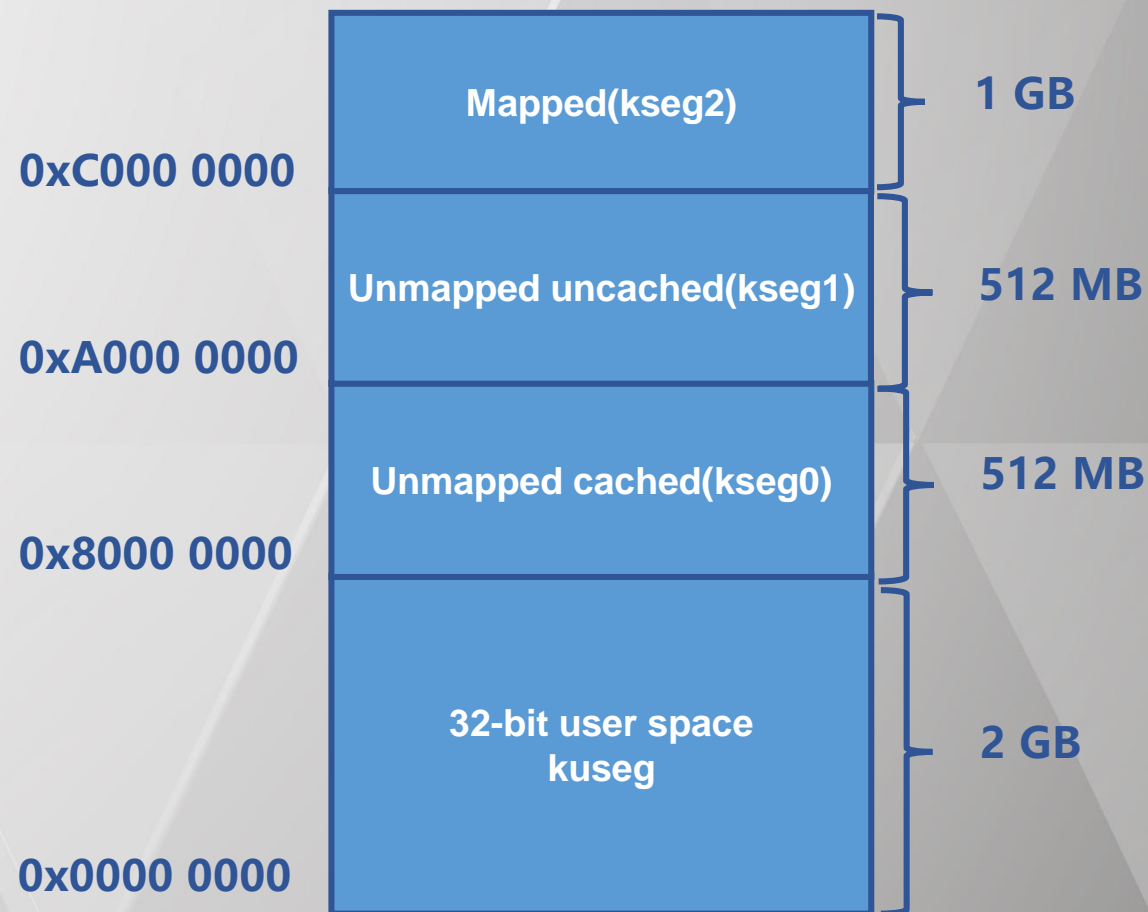 Mapped(kseg2)
1 GB
0xC000 0000
Unmapped uncached(kseg1)
512 MB
0xA000 0000
Unmapped cached(kseg0)
512 MB
0x8000 0000
32-bit user space
kuseg
2 GB
0x0000 0000